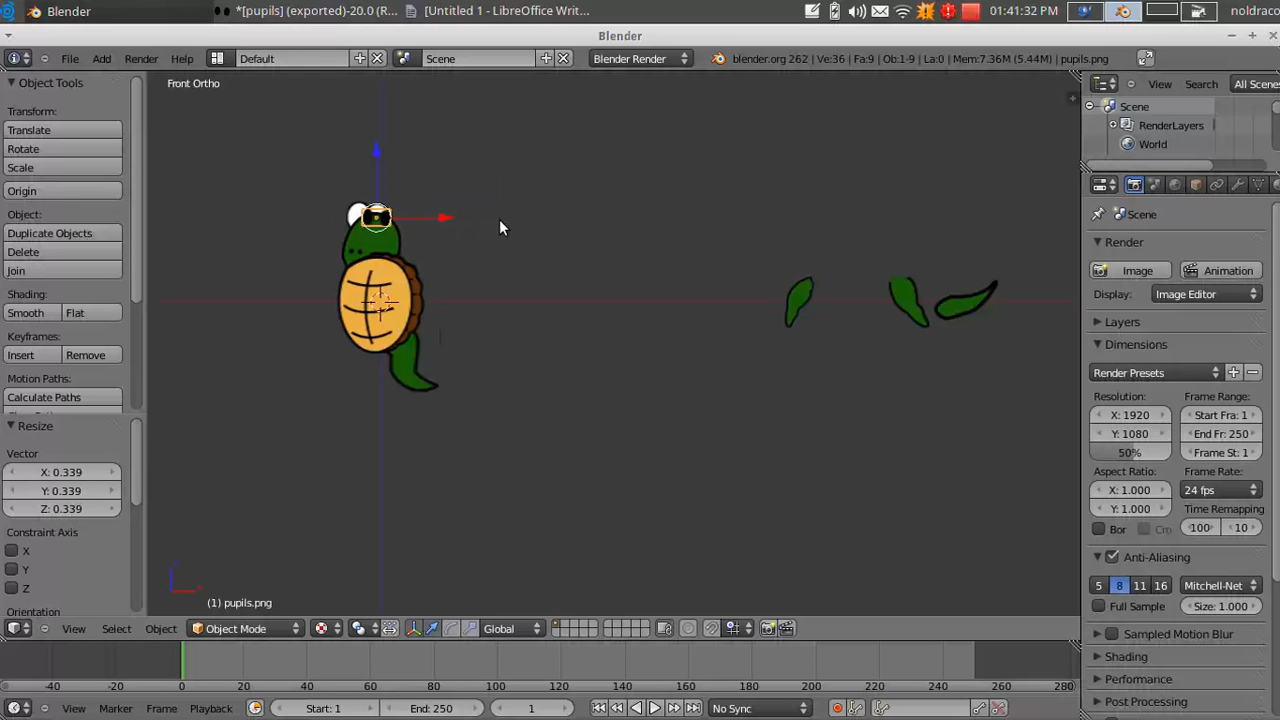 Blender
*[pupils] (exported)-20.0 (R...
[Untitled 1 - LibreOffice Writ...
01:41:32
noldraco
Blender
File
Add
Render
Help
Default
Scene
Blender Render
blender.org 262 | Ve:36 | Fa:9 | Ob:1-9 | La:0 | Mem:7.36M (5.44M) | pupils.png
Object Tools
Transform:
Translate
Rotate
Scale
Origin
Object:
Duplicate Objects
Delete
Join
Shading:
Smooth
Flat
Keyframes:
Insert
Remove
Motion Paths:
Calculate Paths
Resize
Vector
X: 0.339
Y: 0.339
Z: 0.339
Constraint Axis
X
Y
Z
Orientation
Front Ortho
(1) pupils.png
View
Select
Object
Object Mode
Global
-40
-20
0
20
40
60
80
100
120
140
160
180
200
220
240
260
280
View
Marker
Frame
Playback
Start: 1
End: 250
1
No Sync
View
Search
All Scenes
Scene
RenderLayers
World
Scene
Render
Image
Animation
Display:
Image Editor
Layers
Dimensions
Render Presets
Resolution:
Frame Range:
X: 1920
Start Fra: 1
Y: 1080
End Fr: 250
50%
Frame St: 1
Aspect Ratio:
Frame Rate:
X: 1.000
24 fps
Y: 1.000
Time Remapping
100
10
Bor
Cro
Anti-Aliasing
5
8
11
16
Mitchell-Net
Full Sample
Size: 1.000
Sampled Motion Blur
Shading
Performance
Post Processing